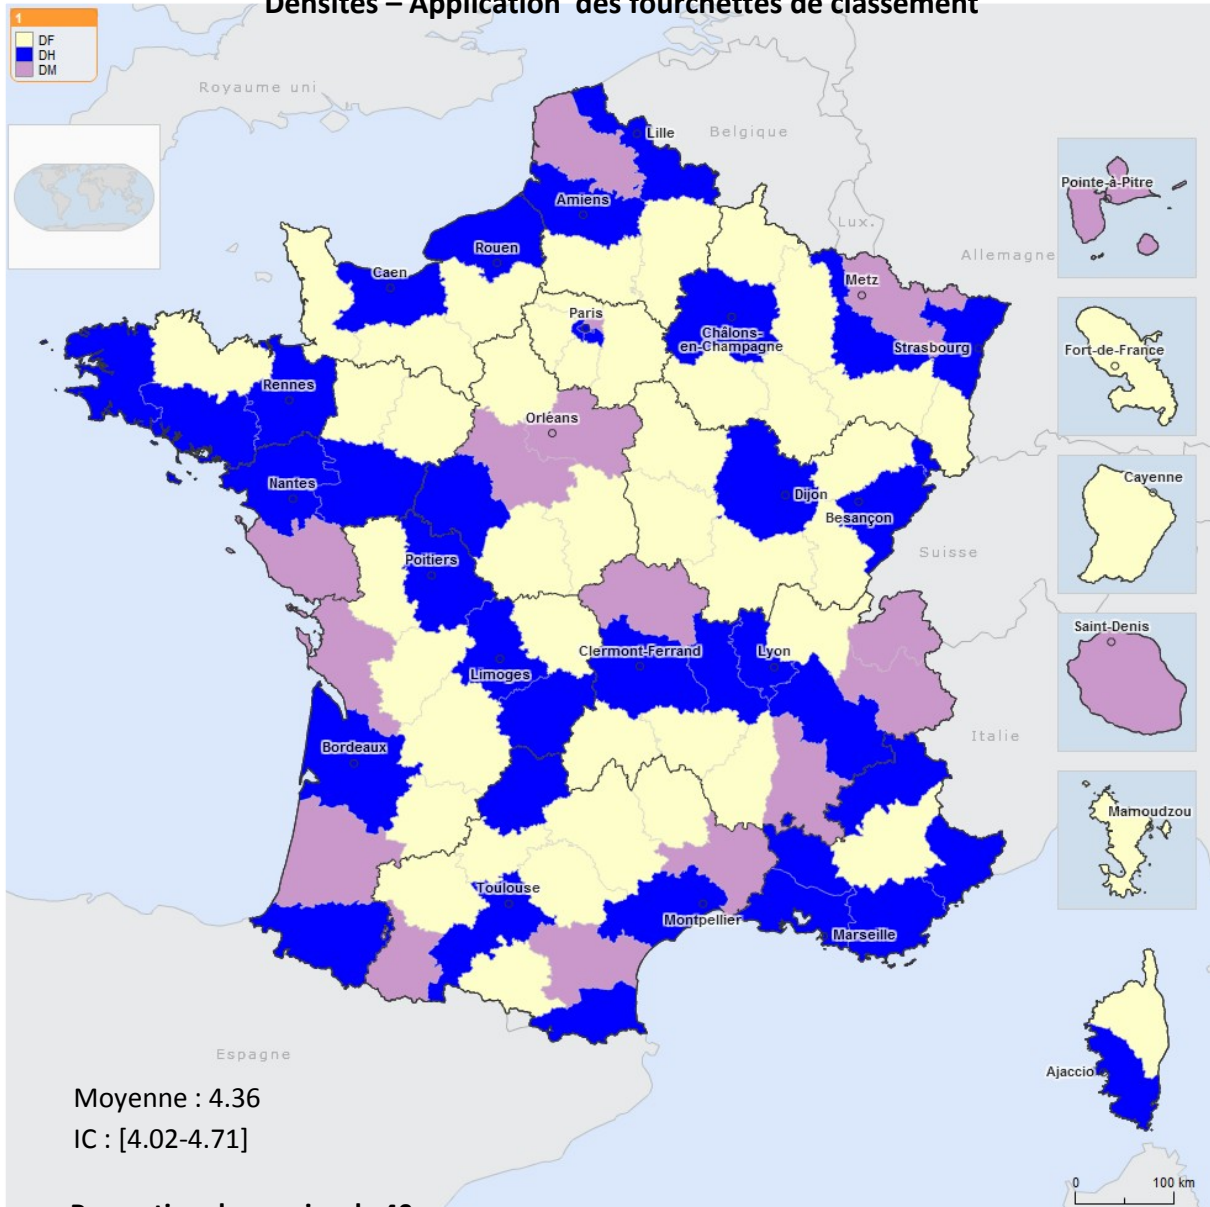 Densités – Application des fourchettes de classement
1
DF
DH
DM
Royaume uni
Belgique
Lille
Amiens
Lux.
Allemagne
Rouen
Caen
Metz
Paris
Châlons-
en-Champagne
Strasbourg
Rennes
Orléans
Nantes
Dijon
Besançon
Suisse
Poitiers
Clermont-Ferrand
Lyon
Limoges
Italie
Bordeaux
Toulouse
Montpellier
Marseille
Espagne
Ajaccio
Pointe-à-Pitre
Fort-de-France
Cayenne
Saint-Denis
Mamoudzou
Moyenne : 4.36
IC : [4.02-4.71]
0 100 km